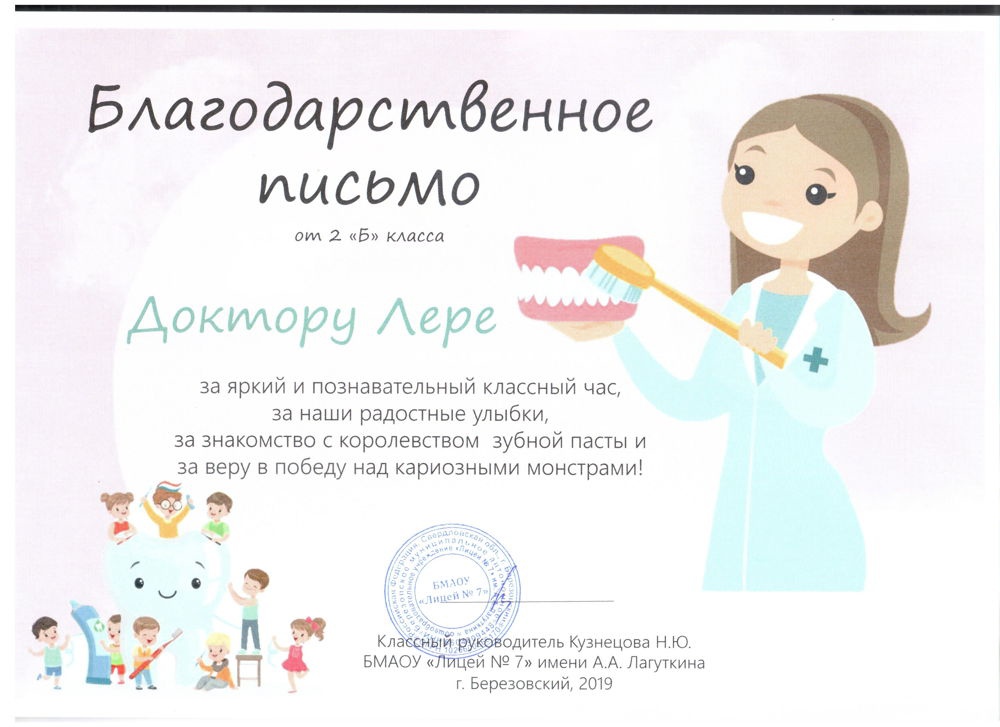 Благодарственное
письмо
от 2 «Б» класса
Доктору Лере
за яркий и познавательный классный час,
за наши радостные улыбки,
за знакомство с королевством зубной пасты и
за веру в победу над кариозными монстрами!
БМАОУ
«Лицей № 7»
Классный руководитель Кузнецова Н.Ю.
БМАОУ «Лицей № 7» имени А.А. Лагуткина
г. Березовский, 2019